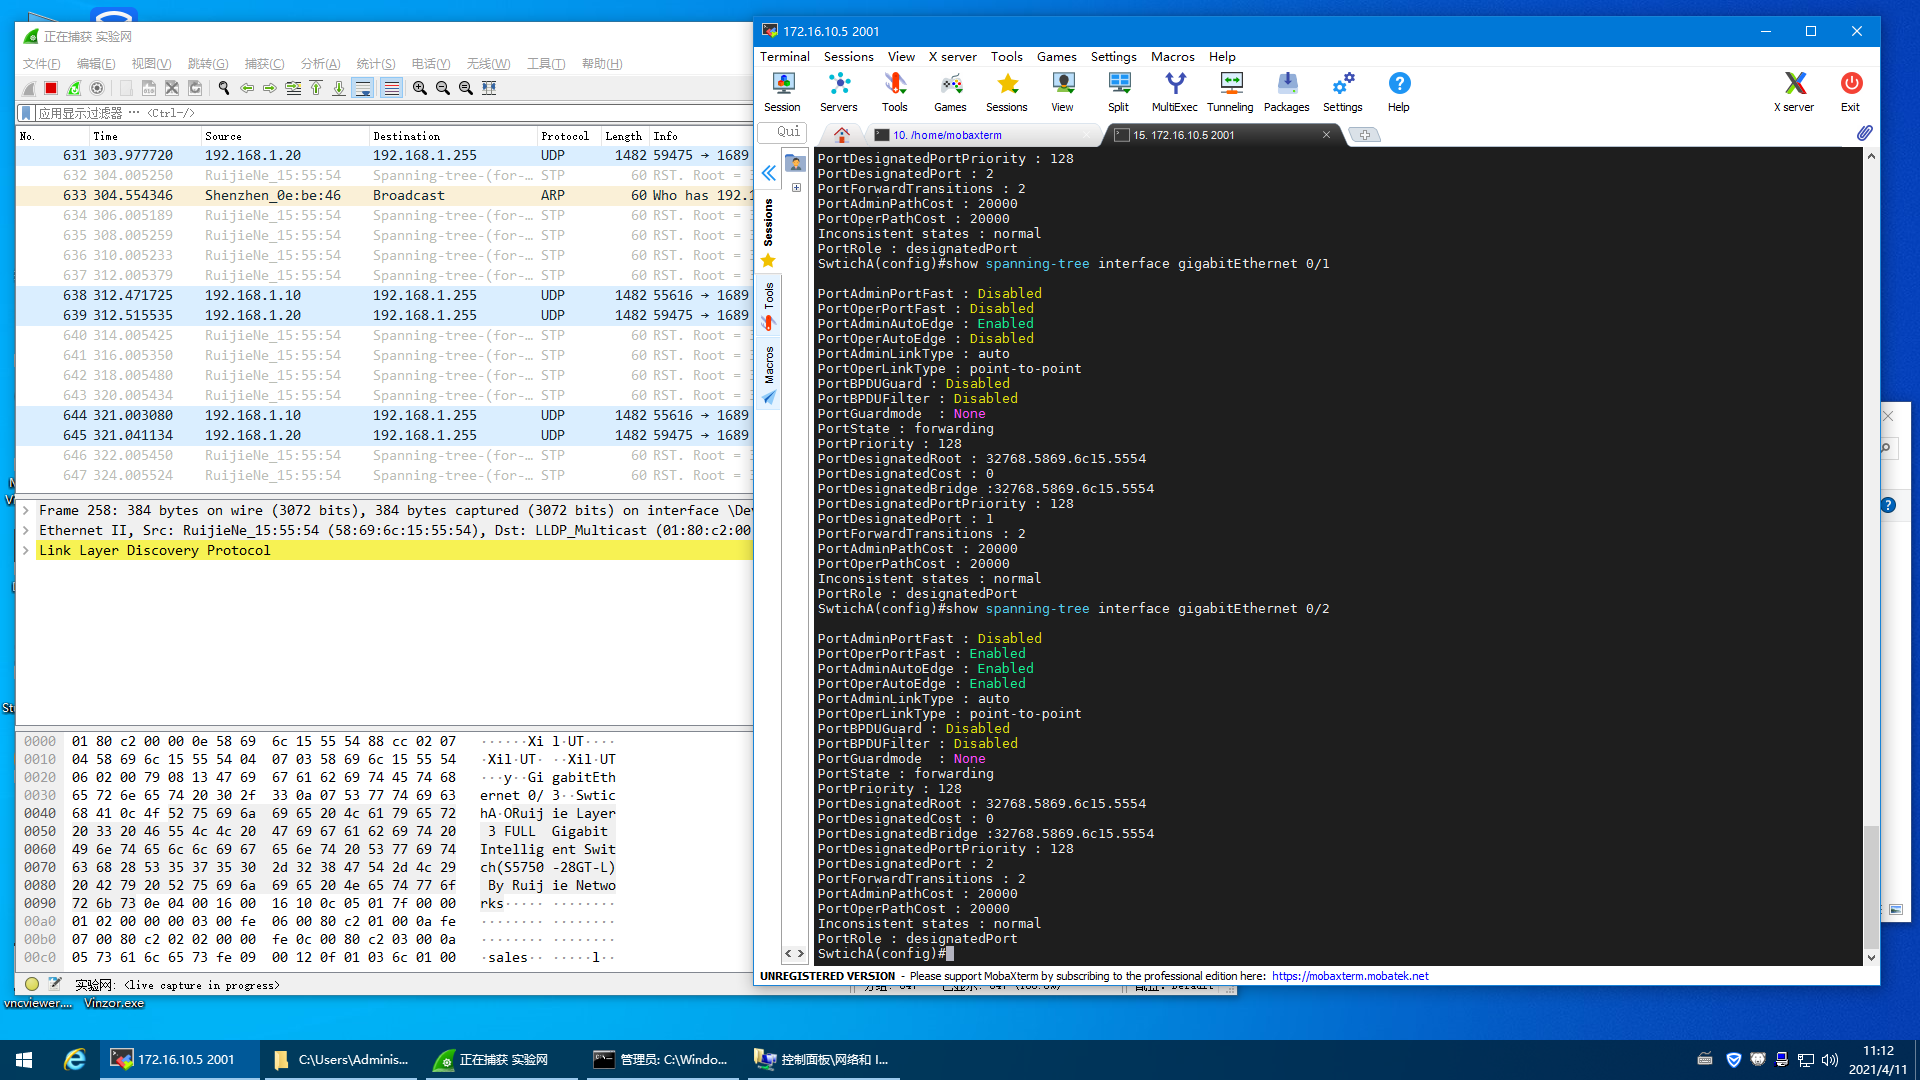 正在捕获 实验网
文件(F) 编辑(E) 视图(V) 跳转(G) 捕获(C) 分析(A) 统计(S) 电话(Y) 无线(W) 工具(T) 帮助(H)
应用显示过滤器 … <Ctrl-/>
No. Time Source Destination Protocol Length Info
631 303.977720 192.168.1.20 192.168.1.255 UDP 1482 59475 → 1689
632 304.005250 RuijieNe_15:55:54 Spanning-tree-(for-… STP 60 RST. Root =
633 304.554346 Shenzhen_0e:be:46 Broadcast ARP 60 Who has 192.1
634 306.005189 RuijieNe_15:55:54 Spanning-tree-(for-… STP 60 RST. Root =
635 308.005259 RuijieNe_15:55:54 Spanning-tree-(for-… STP 60 RST. Root =
636 310.005233 RuijieNe_15:55:54 Spanning-tree-(for-… STP 60 RST. Root =
637 312.005379 RuijieNe_15:55:54 Spanning-tree-(for-… STP 60 RST. Root =
638 312.471725 192.168.1.10 192.168.1.255 UDP 1482 55616 → 1689
639 312.515535 192.168.1.20 192.168.1.255 UDP 1482 59475 → 1689
640 314.005425 RuijieNe_15:55:54 Spanning-tree-(for-… STP 60 RST. Root =
641 316.005350 RuijieNe_15:55:54 Spanning-tree-(for-… STP 60 RST. Root =
642 318.005480 RuijieNe_15:55:54 Spanning-tree-(for-… STP 60 RST. Root =
643 320.005434 RuijieNe_15:55:54 Spanning-tree-(for-… STP 60 RST. Root =
644 321.003080 192.168.1.10 192.168.1.255 UDP 1482 55616 → 1689
645 321.041134 192.168.1.20 192.168.1.255 UDP 1482 59475 → 1689
646 322.005450 RuijieNe_15:55:54 Spanning-tree-(for-… STP 60 RST. Root =
647 324.005524 RuijieNe_15:55:54 Spanning-tree-(for-… STP 60 RST. Root =
Frame 258: 384 bytes on wire (3072 bits), 384 bytes captured (3072 bits) on interface \De
Ethernet II, Src: RuijieNe_15:55:54 (58:69:6c:15:55:54), Dst: LLDP_Multicast (01:80:c2:00
Link Layer Discovery Protocol
0000 01 80 c2 00 00 0e 58 69 6c 15 55 54 88 cc 02 07 ······Xi l·UT····
0010 04 58 69 6c 15 55 54 04 07 03 58 69 6c 15 55 54 ·Xil·UT· ··Xil·UT
0020 06 02 00 79 08 13 47 69 67 61 62 69 74 45 74 68 ···y··Gi gabitEth
0030 65 72 6e 65 74 20 30 2f 33 0a 07 53 77 74 69 63 ernet 0/ 3··Swtic
0040 68 41 0c 4f 52 75 69 6a 69 65 20 4c 61 79 65 72 hA·ORuij ie Layer
0050 20 33 20 46 55 4c 4c 20 47 69 67 61 62 69 74 20 3 FULL Gigabit
0060 49 6e 74 65 6c 6c 69 67 65 6e 74 20 53 77 69 74 Intellig ent Swit
0070 63 68 28 53 35 37 35 30 2d 32 38 47 54 2d 4c 29 ch(S5750 -28GT-L)
0080 20 42 79 20 52 75 69 6a 69 65 20 4e 65 74 77 6f By Ruij ie Netwo
0090 72 6b 73 0e 04 00 16 00 16 10 0c 05 01 7f 00 00 rks····· ········
00a0 01 02 00 00 00 03 00 fe 06 00 80 c2 01 00 0a fe ········ ········
00b0 07 00 80 c2 02 02 00 00 fe 0c 00 80 c2 03 00 0a ········ ········
00c0 05 73 61 6c 65 73 fe 09 00 12 0f 01 03 6c 01 00 ·sales·· ·····l··
实验网: <live capture in progress>
vncviewer.... Vinzor.exe
172.16.10.5 2001
Terminal Sessions View X server Tools Games Settings Macros Help
Session Servers Tools Games Sessions View Split MultiExec Tunneling Packages Settings Help X server Exit
Qui
10. /home/mobaxterm
15. 172.16.10.5 2001
Sessions
Tools
Macros
PortDesignatedPortPriority : 128
PortDesignatedPort : 2
PortForwardTransitions : 2
PortAdminPathCost : 20000
PortOperPathCost : 20000
Inconsistent states : normal
PortRole : designatedPort
SwtichA(config)#show spanning-tree interface gigabitEthernet 0/1
PortAdminPortFast : Disabled
PortOperPortFast : Disabled
PortAdminAutoEdge : Enabled
PortOperAutoEdge : Disabled
PortAdminLinkType : auto
PortOperLinkType : point-to-point
PortBPDUGuard : Disabled
PortBPDUFilter : Disabled
PortGuardmode  : None
PortState : forwarding
PortPriority : 128
PortDesignatedRoot : 32768.5869.6c15.5554
PortDesignatedCost : 0
PortDesignatedBridge :32768.5869.6c15.5554
PortDesignatedPortPriority : 128
PortDesignatedPort : 1
PortForwardTransitions : 2
PortAdminPathCost : 20000
PortOperPathCost : 20000
Inconsistent states : normal
PortRole : designatedPort
SwtichA(config)#show spanning-tree interface gigabitEthernet 0/2
PortAdminPortFast : Disabled
PortOperPortFast : Enabled
PortAdminAutoEdge : Enabled
PortOperAutoEdge : Enabled
PortAdminLinkType : auto
PortOperLinkType : point-to-point
PortBPDUGuard : Disabled
PortBPDUFilter : Disabled
PortGuardmode  : None
PortState : forwarding
PortPriority : 128
PortDesignatedRoot : 32768.5869.6c15.5554
PortDesignatedCost : 0
PortDesignatedBridge :32768.5869.6c15.5554
PortDesignatedPortPriority : 128
PortDesignatedPort : 2
PortForwardTransitions : 2
PortAdminPathCost : 20000
PortOperPathCost : 20000
Inconsistent states : normal
PortRole : designatedPort
SwtichA(config)#
UNREGISTERED VERSION - Please support MobaXterm by subscribing to the professional edition here: https://mobaxterm.mobatek.net
172.16.10.5 2001
C:\Users\Adminis...
正在捕获 实验网
管理员: C:\Windo...
控制面板\网络和 I...
11:12
2021/4/11